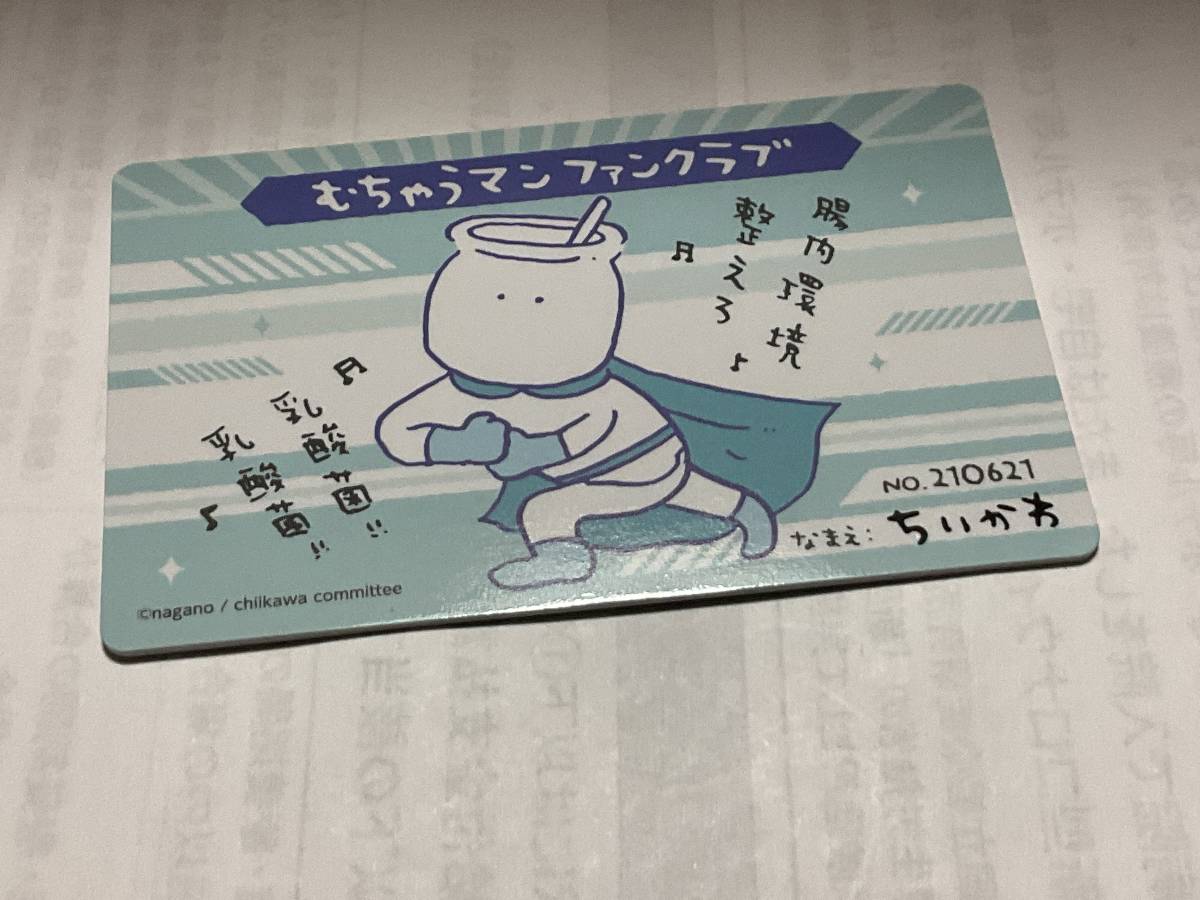 むちゃうマンファンクラブ
腸内環境
整えろ♪
乳酸菌!!
乳酸菌!!
NO.210621
なまえ:ちいかわ
©nagano / chiikawa committee